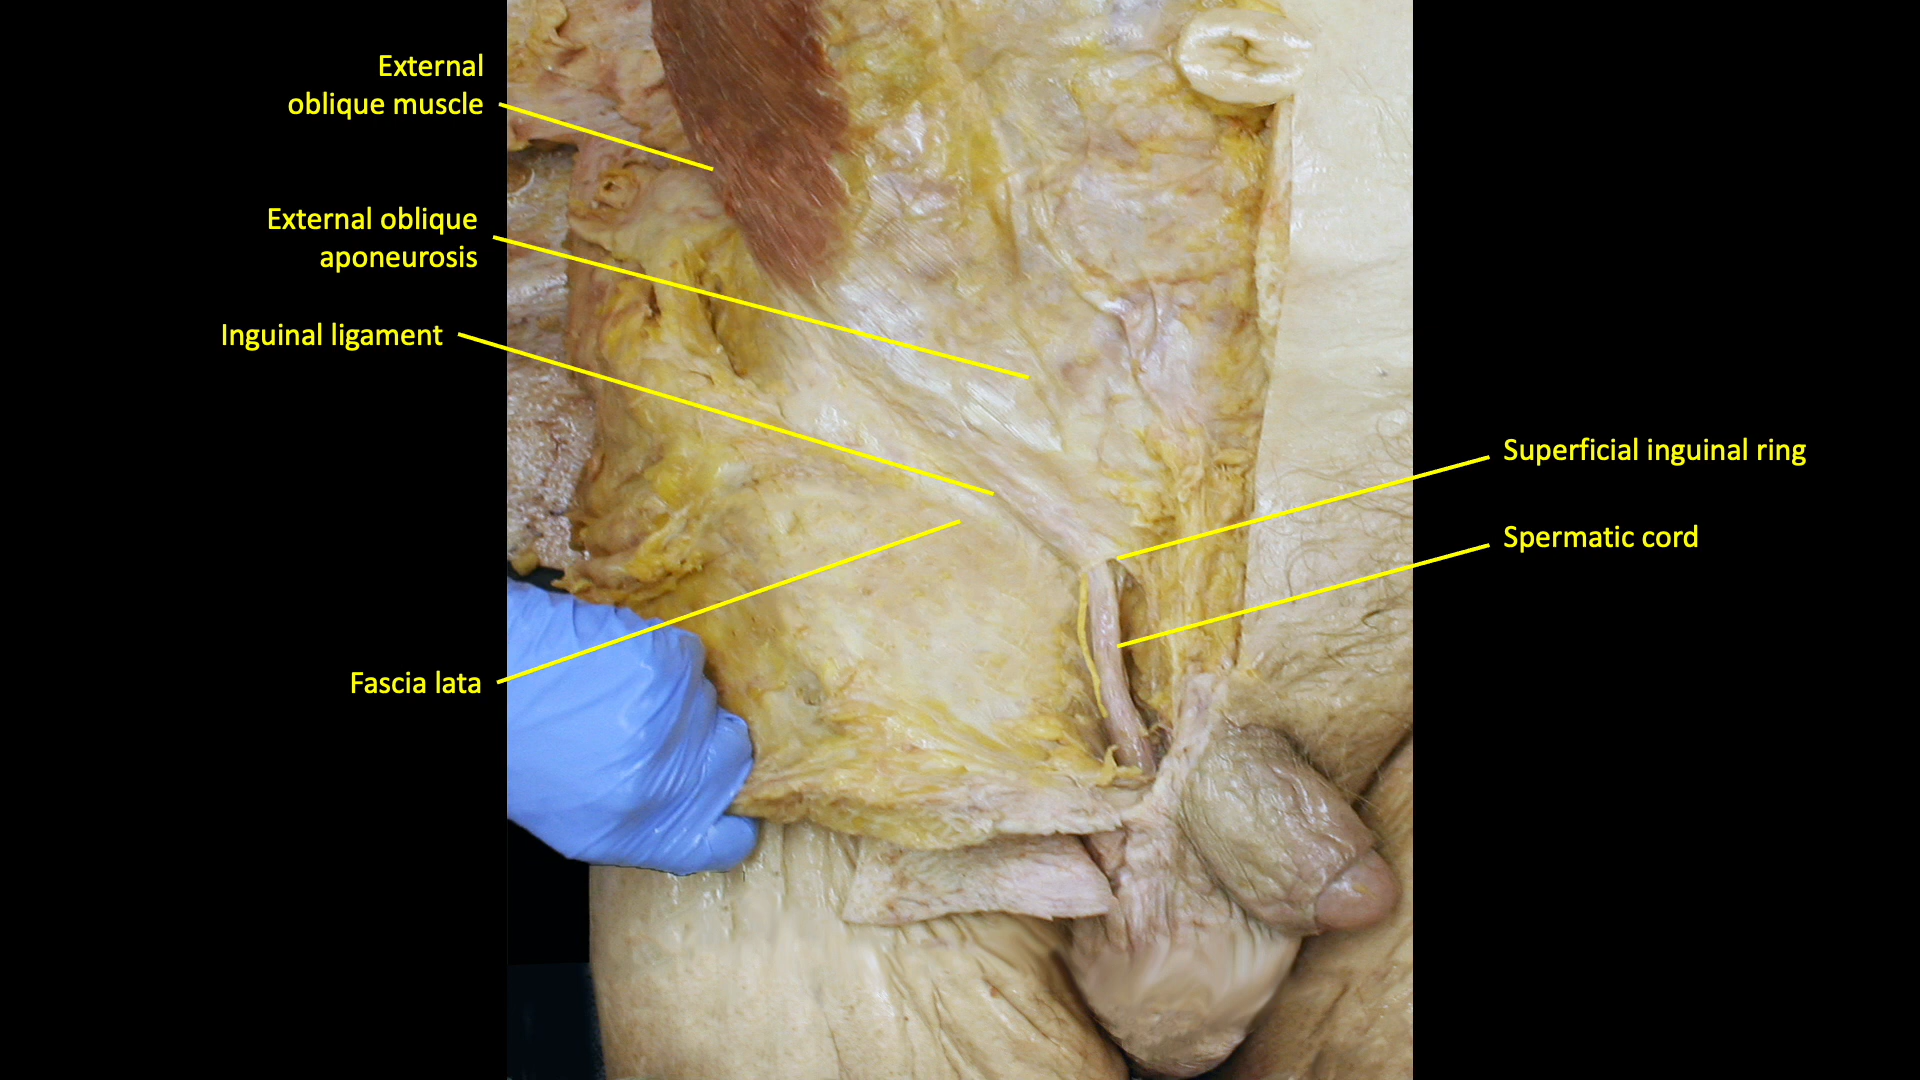 External
oblique muscle
External oblique
aponeurosis
Inguinal ligament
Superficial inguinal ring
Spermatic cord
Fascia lata